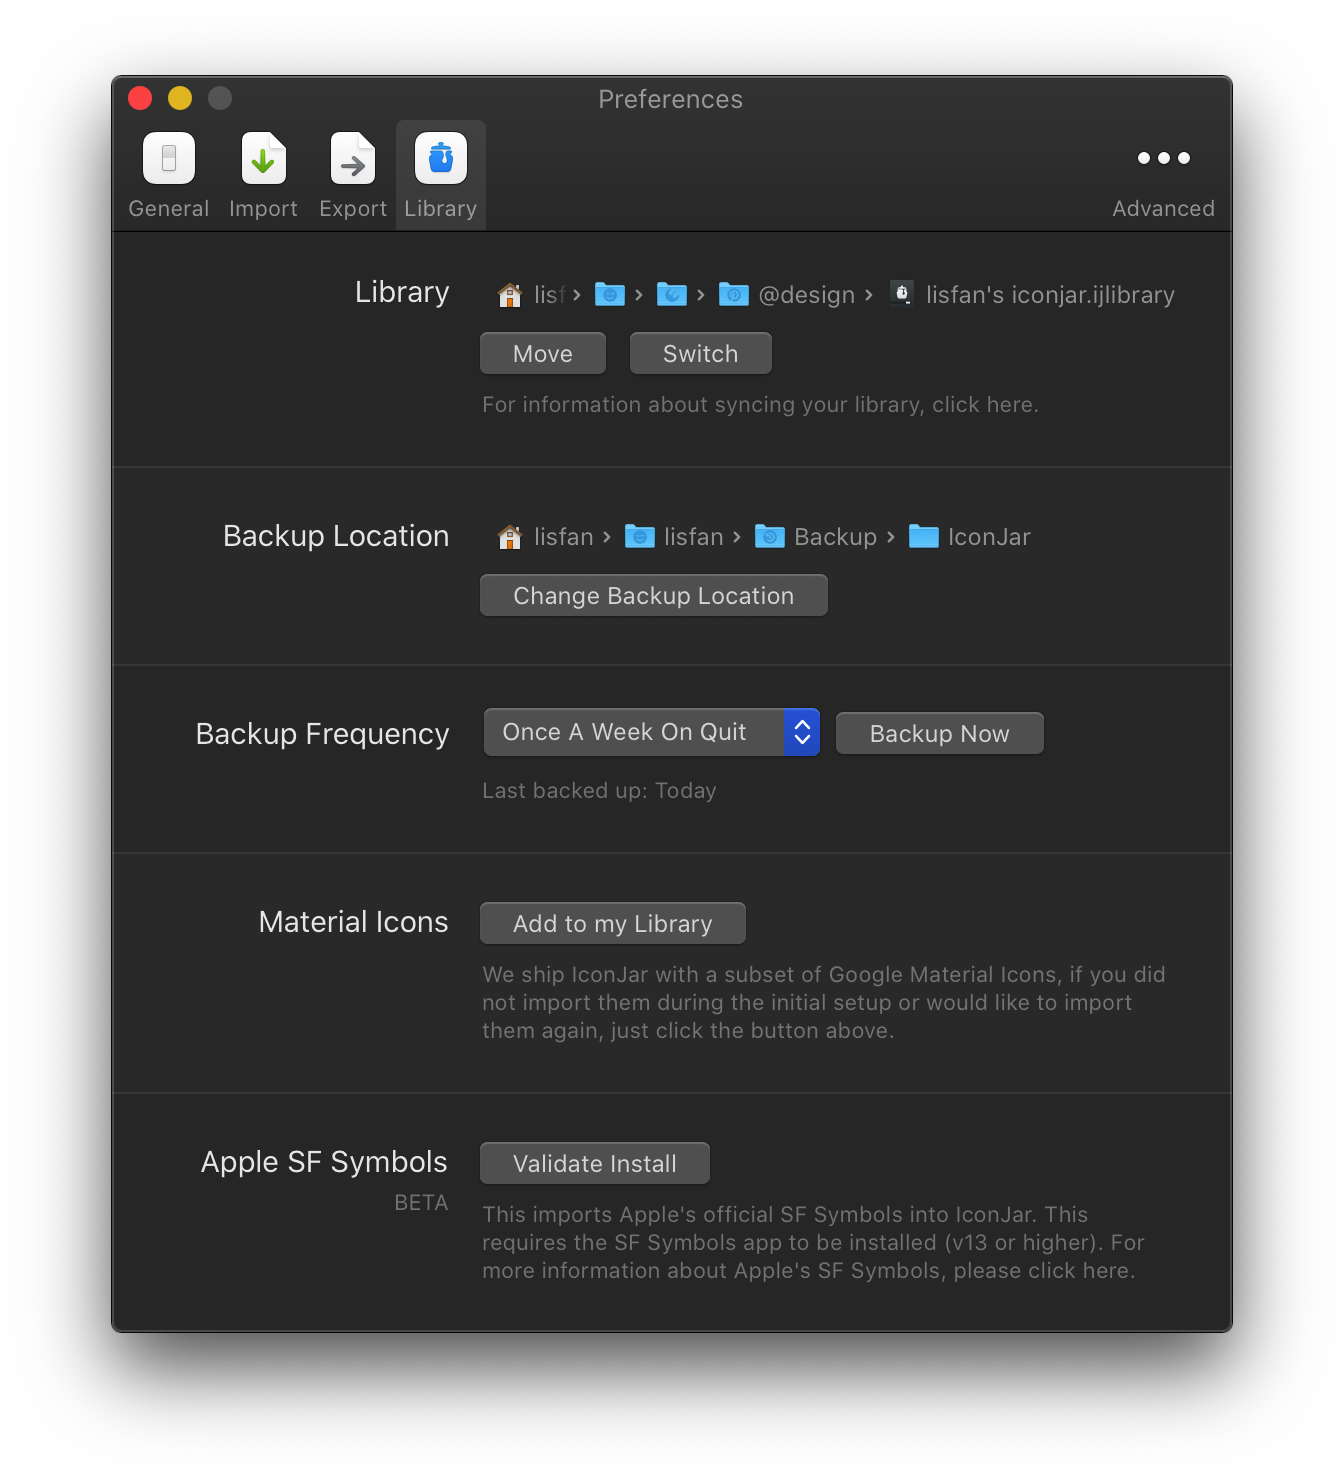 Preferences
General Import Export Library Advanced
Library lisf › › › @design › lisfan's iconjar.ijlibrary
Move Switch
For information about syncing your library, click here.
Backup Location lisfan › lisfan › Backup › IconJar
Change Backup Location
Backup Frequency Once A Week On Quit Backup Now
Last backed up: Today
Material Icons Add to my Library
We ship IconJar with a subset of Google Material Icons, if you did
not import them during the initial setup or would like to import
them again, just click the button above.
Apple SF Symbols Validate Install
BETA
This imports Apple's official SF Symbols into IconJar. This
requires the SF Symbols app to be installed (v13 or higher). For
more information about Apple's SF Symbols, please click here.